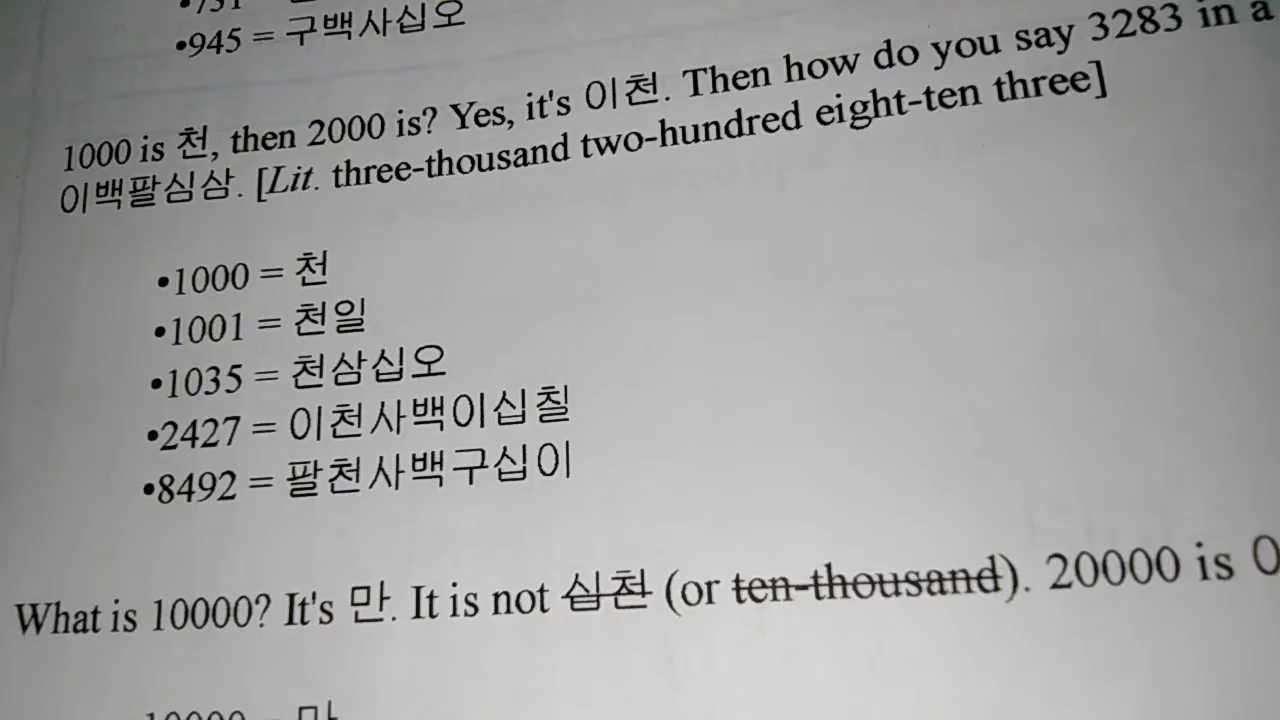 •945 = 구백사십오
1000 is 천, then 2000 is? Yes, it's 이천. Then how do you say 3283 in a
이백팔심삼. [Lit. three-thousand two-hundred eight-ten three]
•1000 = 천
•1001 = 천일
•1035 = 천삼십오
•2427 = 이천사백이십칠
•8492 = 팔천사백구십이
What is 10000? It's 만. It is not 십천 (or ten-thousand). 20000 is
10000 = 만